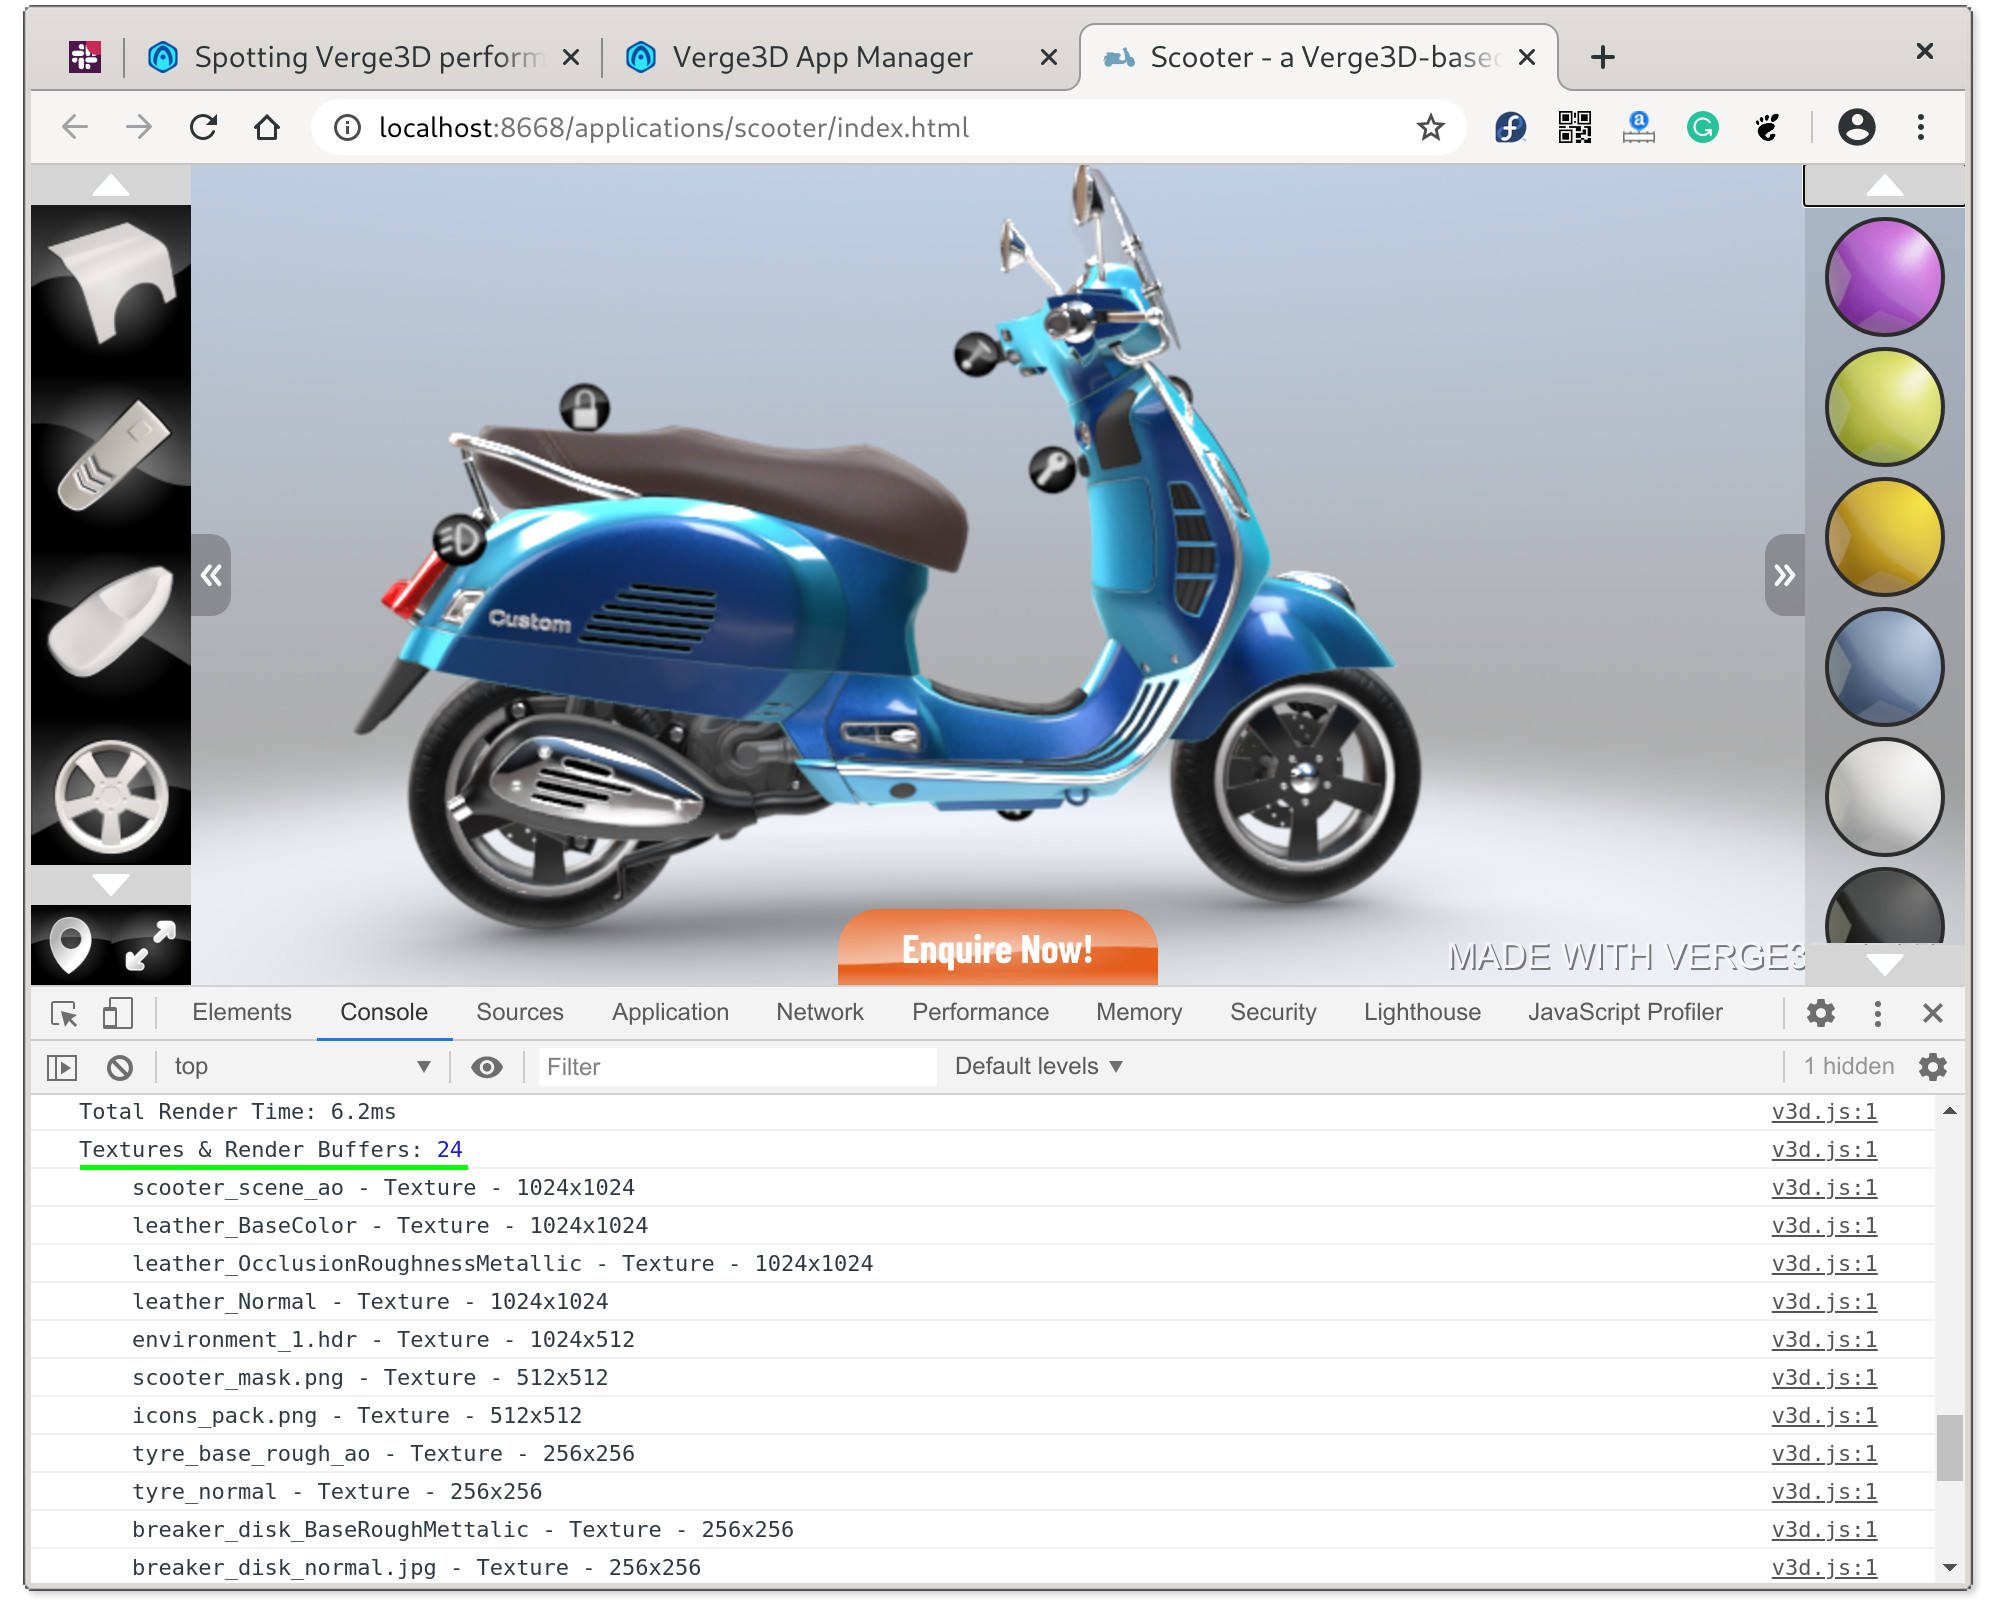 Spotting Verge3D perform
Verge3D App Manager
Scooter - a Verge3D-based
localhost:8668/applications/scooter/index.html
Custom
Enquire Now!
MADE WITH VERGE3
Elements Console Sources Application Network Performance Memory Security Lighthouse JavaScript Profiler
top Filter Default levels 1 hidden
Total Render Time: 6.2ms v3d.js:1
Textures & Render Buffers: 24 v3d.js:1
scooter_scene_ao - Texture - 1024x1024 v3d.js:1
leather_BaseColor - Texture - 1024x1024 v3d.js:1
leather_OcclusionRoughnessMetallic - Texture - 1024x1024 v3d.js:1
leather_Normal - Texture - 1024x1024 v3d.js:1
environment_1.hdr - Texture - 1024x512 v3d.js:1
scooter_mask.png - Texture - 512x512 v3d.js:1
icons_pack.png - Texture - 512x512 v3d.js:1
tyre_base_rough_ao - Texture - 256x256 v3d.js:1
tyre_normal - Texture - 256x256 v3d.js:1
breaker_disk_BaseRoughMettalic - Texture - 256x256 v3d.js:1
breaker_disk_normal.jpg - Texture - 256x256 v3d.js:1